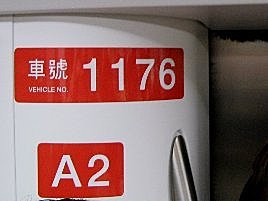 車號 1176
VEHICLE NO.
A2